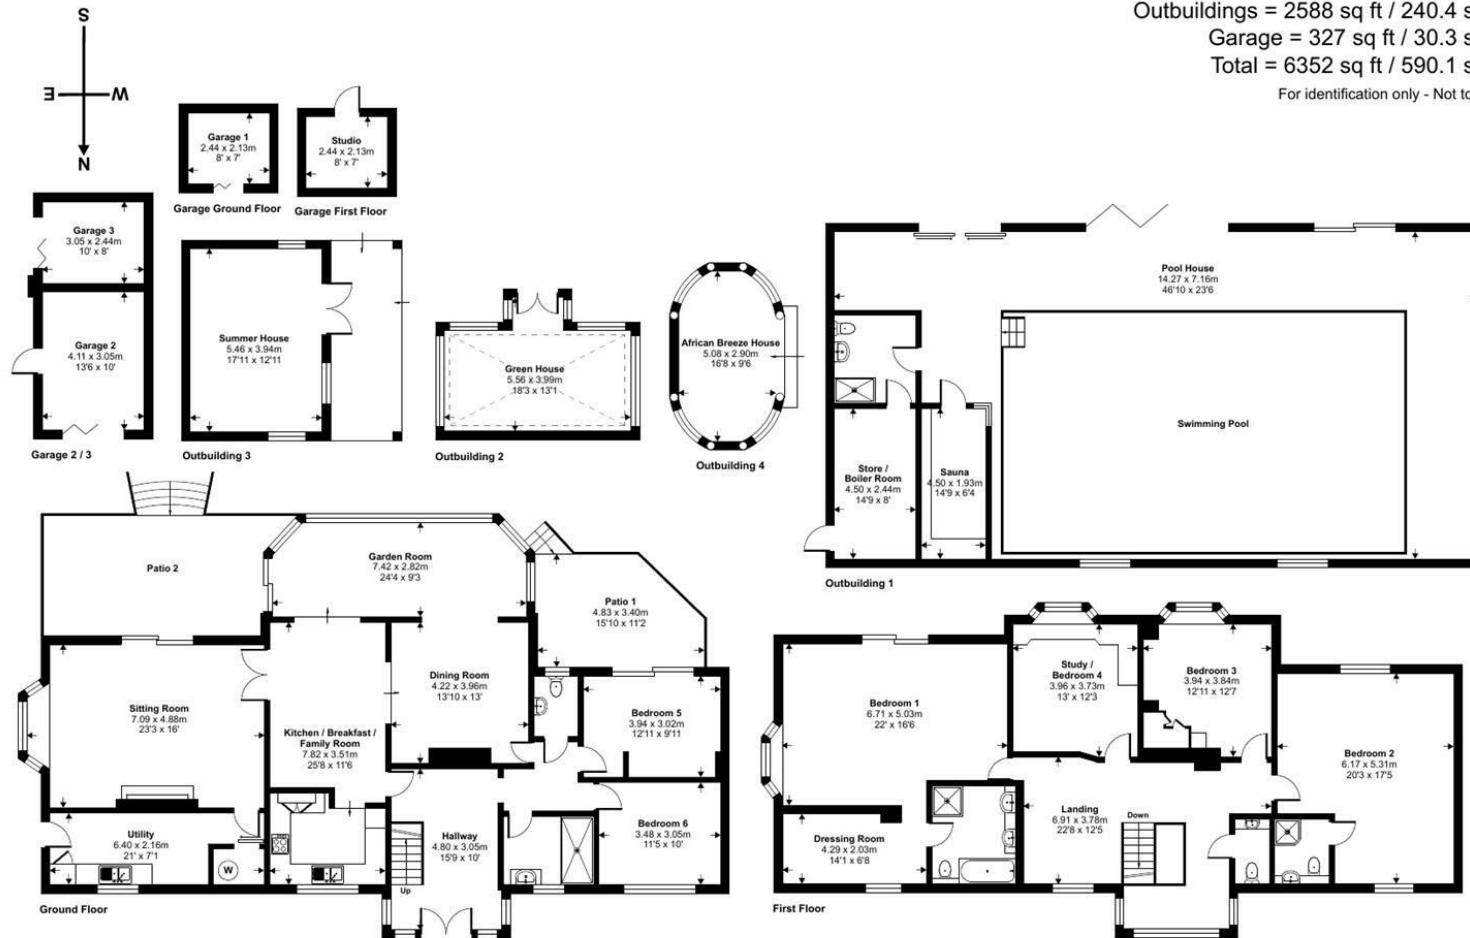 Outbuildings = 2588 sq ft / 240.4 s
Garage = 327 sq ft / 30.3 s
Total = 6352 sq ft / 590.1 s
For identification only - Not to
S
E
W
N
Garage 1
2.44 x 2.13m
8' x 7'
Garage Ground Floor
Studio
2.44 x 2.13m
8' x 7'
Garage First Floor
Garage 3
3.05 x 2.44m
10' x 8'
Garage 2
4.11 x 3.05m
13'6 x 10'
Garage 2 / 3
Summer House
5.46 x 3.94m
17'11 x 12'11
Outbuilding 3
Green House
5.56 x 3.99m
18'3 x 13'1
Outbuilding 2
African Breeze House
5.08 x 2.90m
16'8 x 9'6
Outbuilding 4
Pool House
14.27 x 7.16m
46'10 x 23'6
Swimming Pool
Store /
Boiler Room
4.50 x 2.44m
14'9 x 8'
Sauna
4.50 x 1.93m
14'9 x 6'4
Outbuilding 1
Patio 2
Garden Room
7.42 x 2.82m
24'4 x 9'3
Patio 1
4.83 x 3.40m
15'10 x 11'2
Sitting Room
7.09 x 4.88m
23'3 x 16'
Kitchen / Breakfast /
Family Room
7.82 x 3.51m
25'8 x 11'6
Dining Room
4.22 x 3.96m
13'10 x 13'
Bedroom 5
3.94 x 3.02m
12'11 x 9'11
Utility
6.40 x 2.16m
21' x 7'1
W
Hallway
4.80 x 3.05m
15'9 x 10'
Up
Bedroom 6
3.48 x 3.05m
11'5 x 10'
Ground Floor
Bedroom 1
6.71 x 5.03m
22' x 16'6
Study /
Bedroom 4
3.96 x 3.73m
13' x 12'3
Bedroom 3
3.94 x 3.84m
12'11 x 12'7
Bedroom 2
6.17 x 5.31m
20'3 x 17'5
Dressing Room
4.29 x 2.03m
14'1 x 6'8
Landing
6.91 x 3.78m
22'8 x 12'5
Down
First Floor